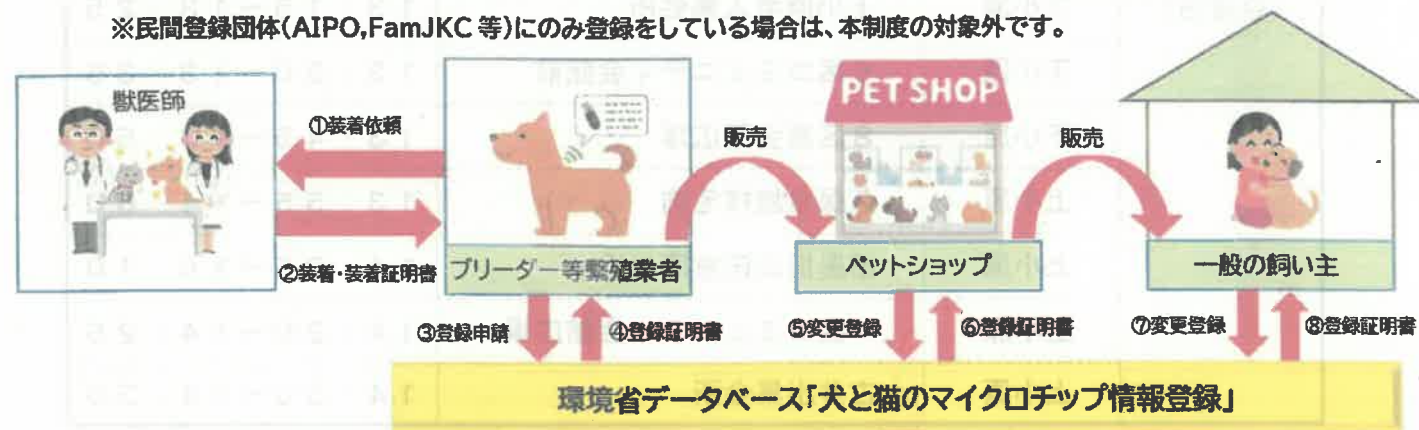 ※民間登録団体(AIPO,FamJKC 等)にのみ登録をしている場合は、本制度の対象外です。
獣医師
①装着依頼
②装着・装着証明書
ブリーダー等繁殖業者
販売
PET SHOP
ペットショップ
販売
一般の飼い主
③登録申請
④登録証明書
⑤変更登録
⑥登録証明書
⑦変更登録
⑧登録証明書
環境省データベース「犬と猫のマイクロチップ情報登録」